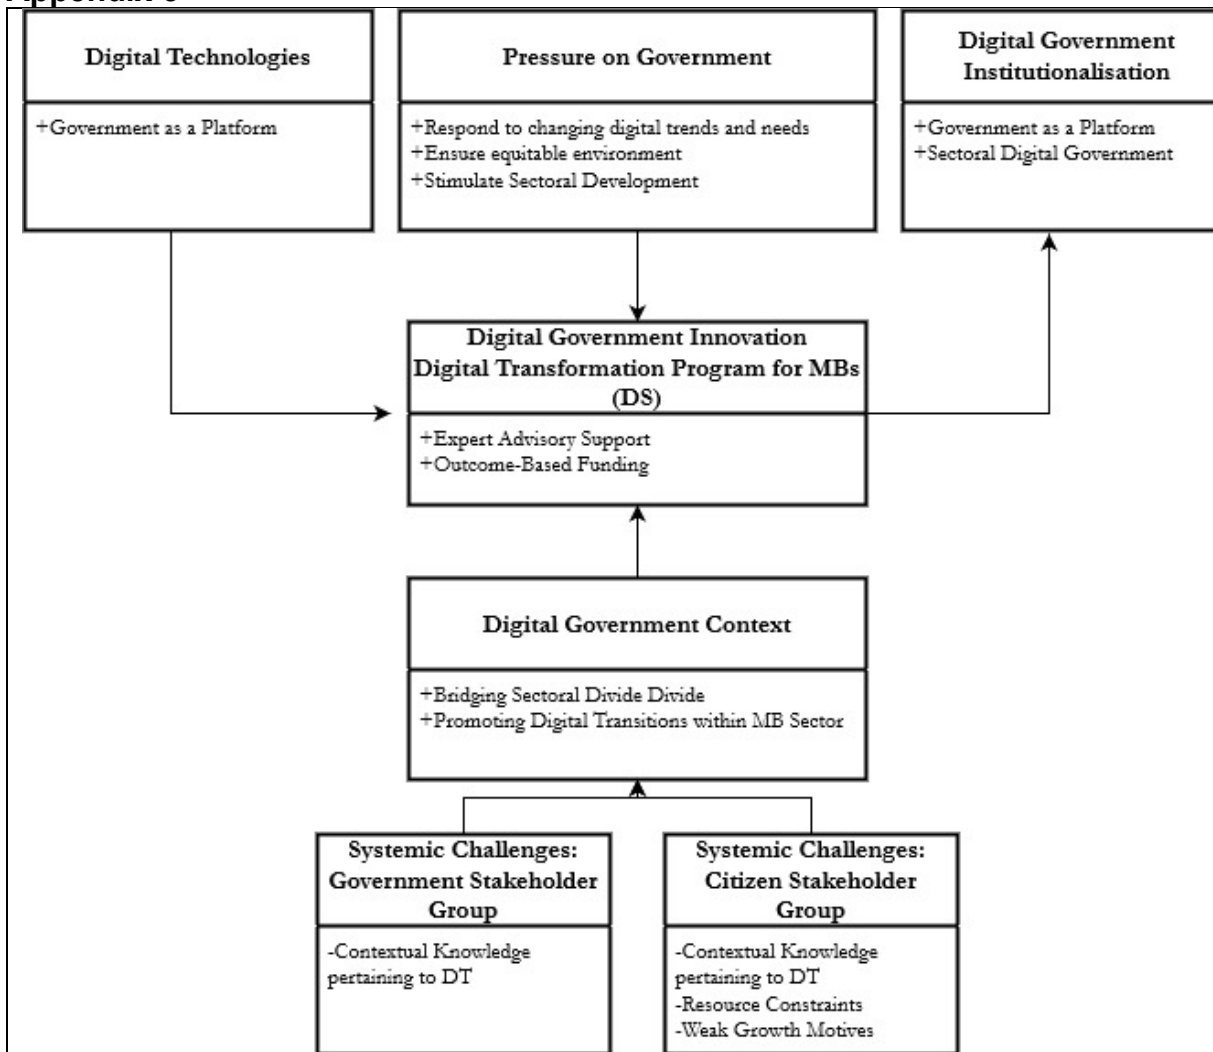 Digital Technologies
+Government as a Platform
Pressure on Government
+Respond to changing digital trends and needs
+Ensure equitable environment
+Stimulate Sectoral Development
Digital Government
Institutionalisation
+Government as a Platform
+Sectoral Digital Government
Digital Government Innovation
Digital Transformation Program for MBs
(DS)
+Expert Advisory Support
+Outcome-Based Funding
Digital Government Context
+Bridging Sectoral Divide Divide
+Promoting Digital Transitions within MB Sector
Systemic Challenges:
Government Stakeholder
Group
-Contextual Knowledge
pertaining to DT
Systemic Challenges:
Citizen Stakeholder
Group
-Contextual Knowledge
pertaining to DT
-Resource Constraints
-Weak Growth Motives